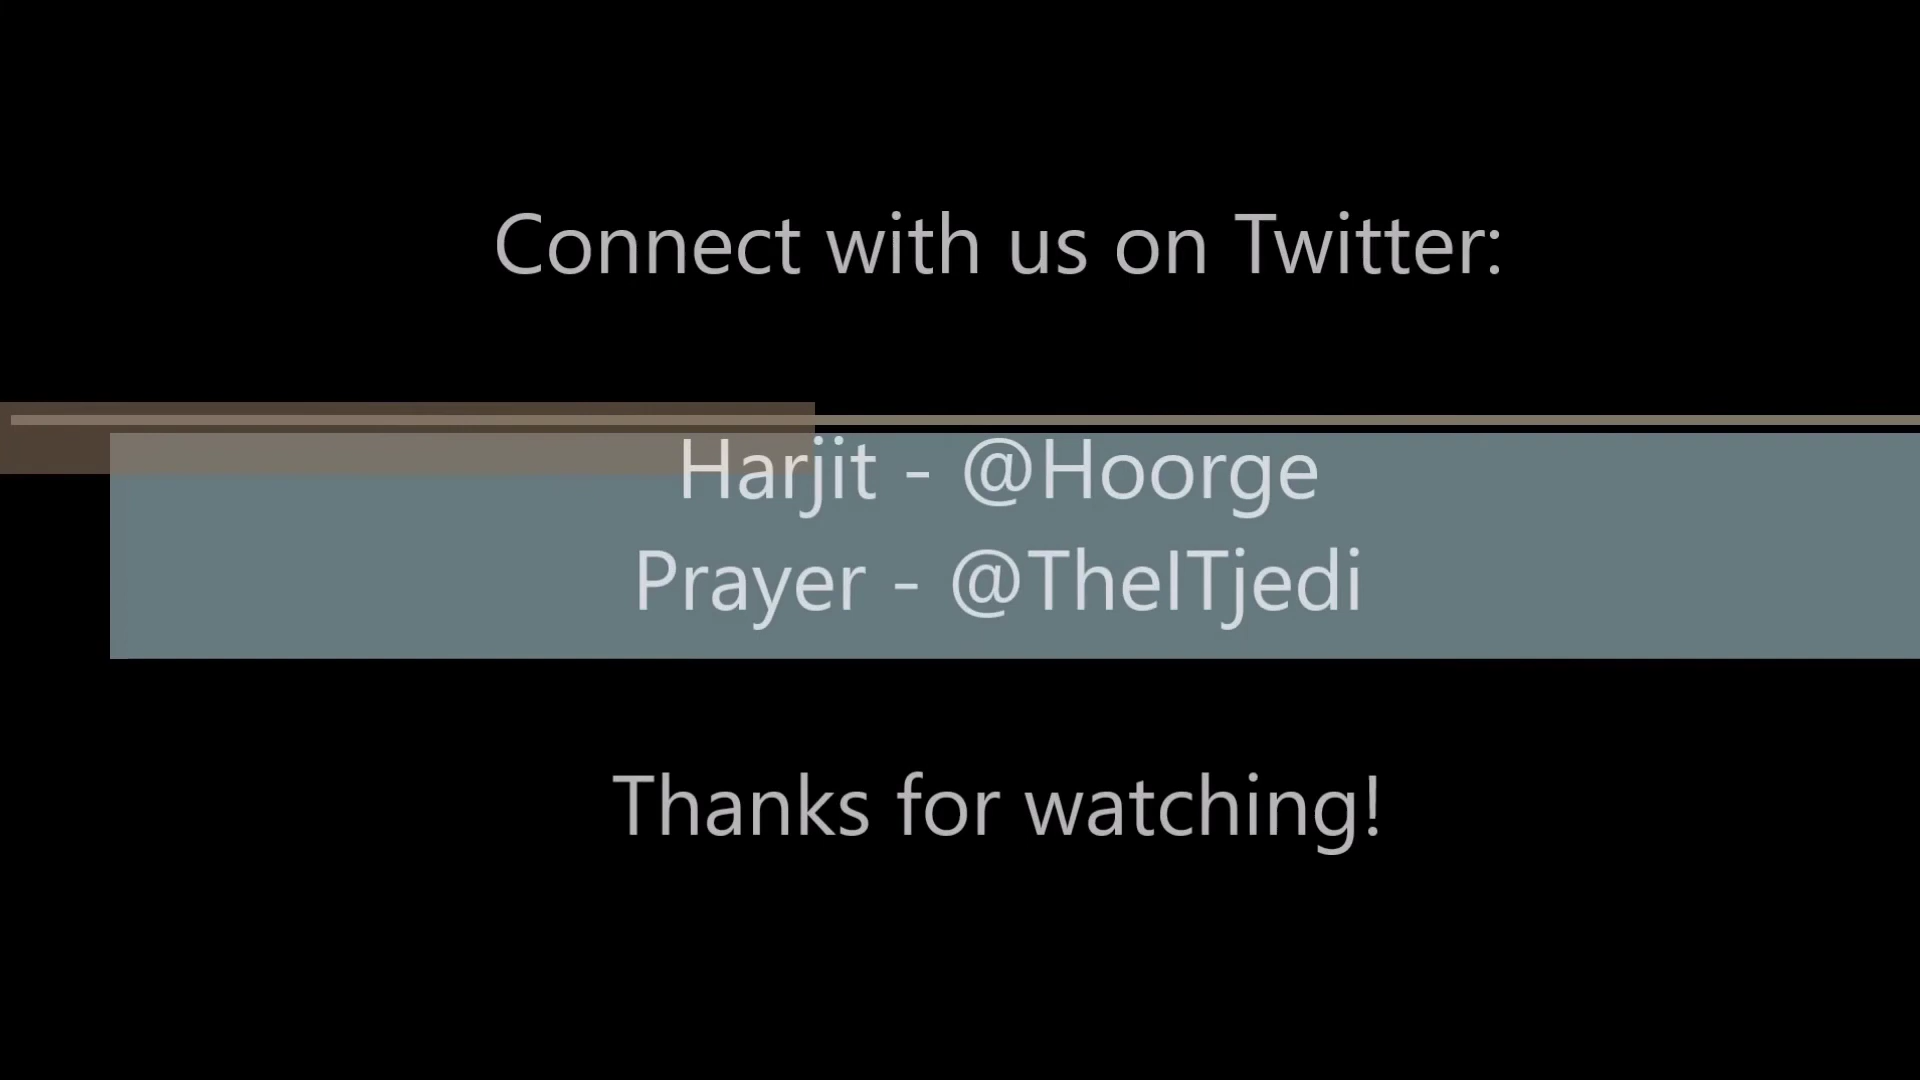 Connect with us on Twitter:
Harjit - @Hoorge
Prayer - @TheITjedi
Thanks for watching!